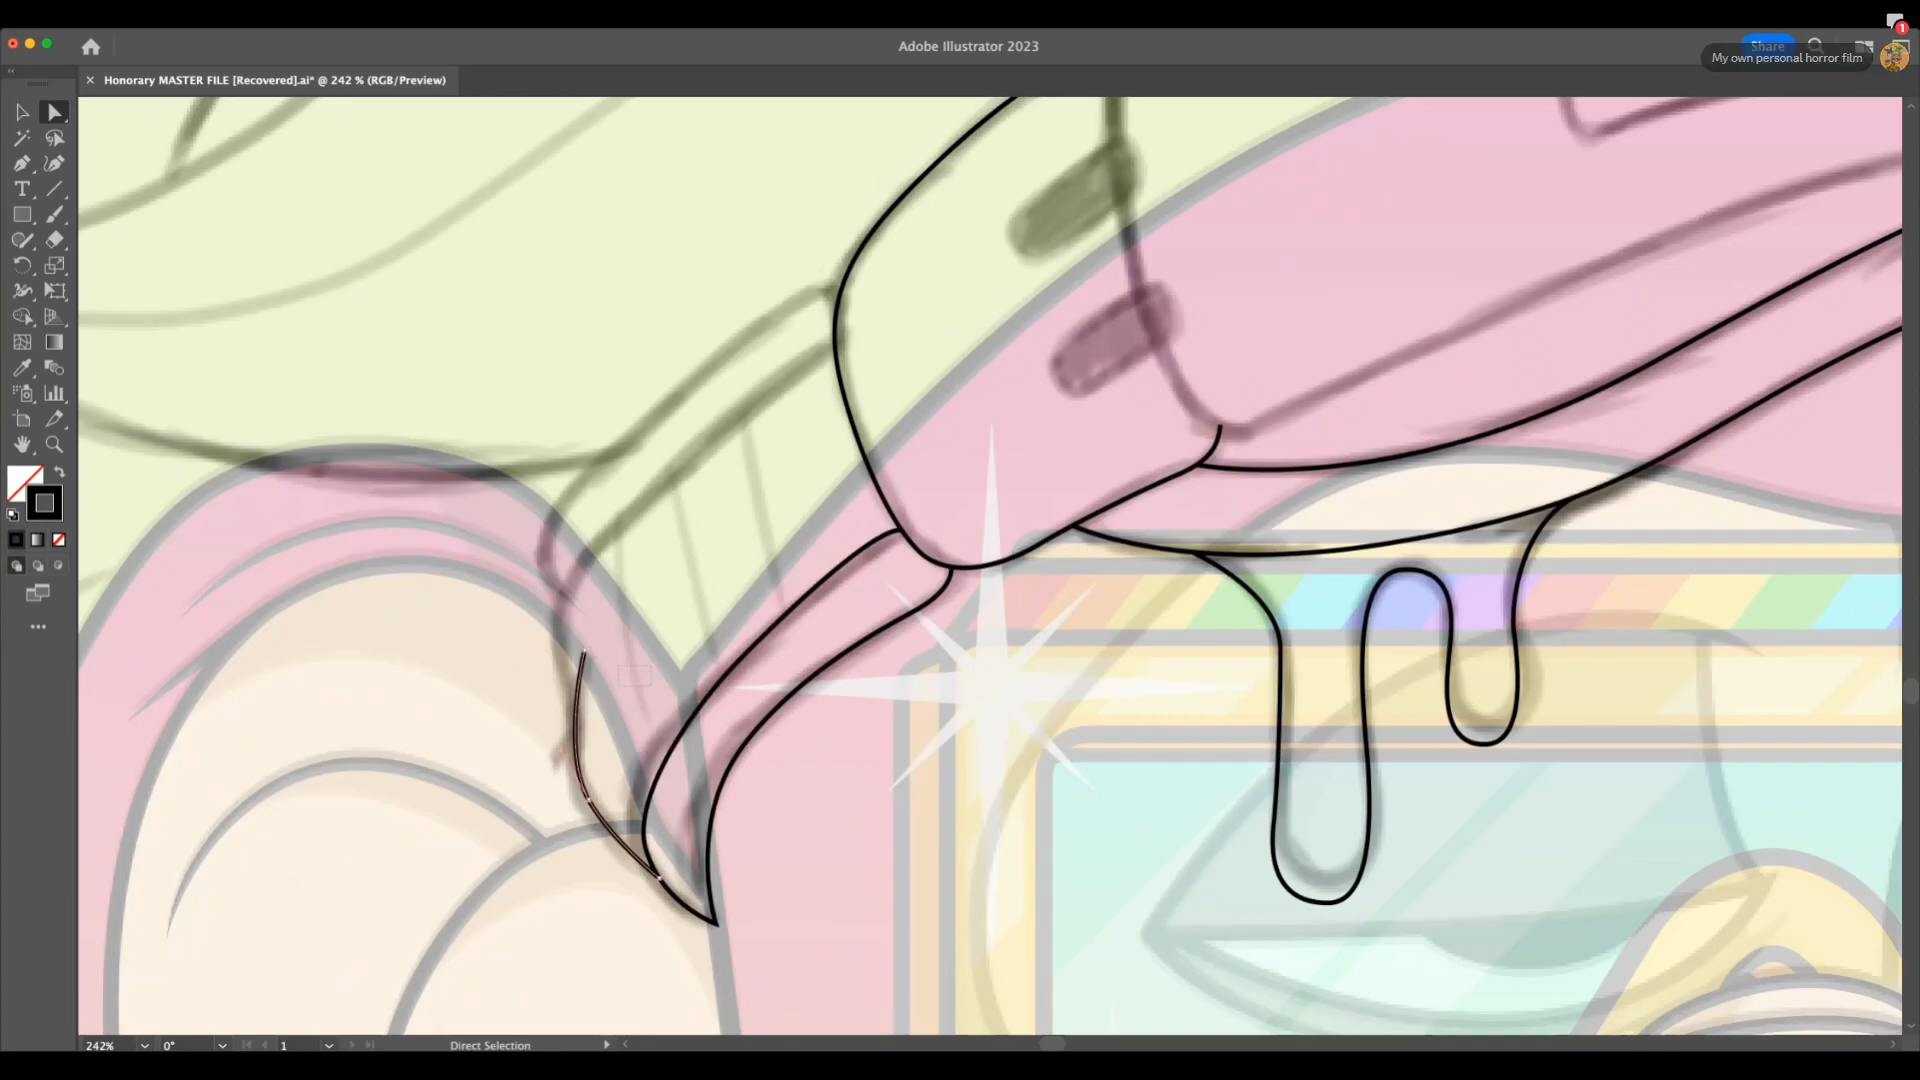 1
Adobe Illustrator 2023
Share
My own personal horror film
Honorary MASTER FILE [Recovered].ai* @ 242 % (RGB/Preview)
242%
0°
1
Direct Selection